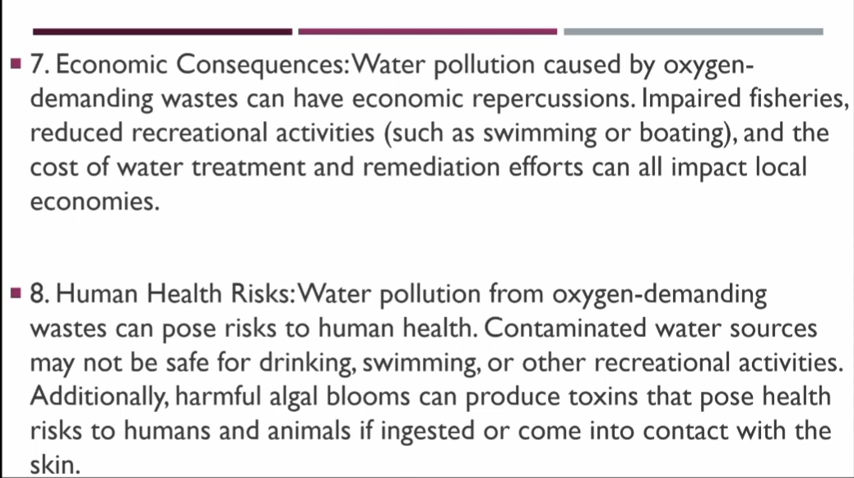 7. Economic Consequences: Water pollution caused by oxygen-
demanding wastes can have economic repercussions. Impaired fisheries,
reduced recreational activities (such as swimming or boating), and the
cost of water treatment and remediation efforts can all impact local
economies.
8. Human Health Risks: Water pollution from oxygen-demanding
wastes can pose risks to human health. Contaminated water sources
may not be safe for drinking, swimming, or other recreational activities.
Additionally, harmful algal blooms can produce toxins that pose health
risks to humans and animals if ingested or come into contact with the
skin.